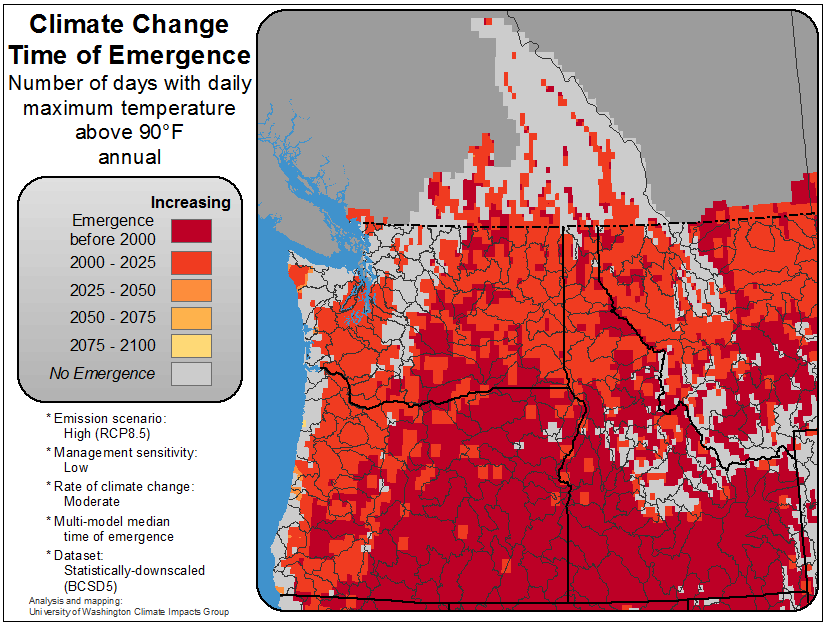 Climate Change
Time of Emergence
Number of days with daily
maximum temperature
above 90°F
annual
Increasing
Emergence
before 2000
2000 - 2025
2025 - 2050
2050 - 2075
2075 - 2100
No Emergence
* Emission scenario:
High (RCP8.5)
* Management sensitivity:
Low
* Rate of climate change:
Moderate
* Multi-model median
time of emergence
* Dataset:
Statistically-downscaled
(BCSD5)
Analysis and mapping:
University of Washington Climate Impacts Group